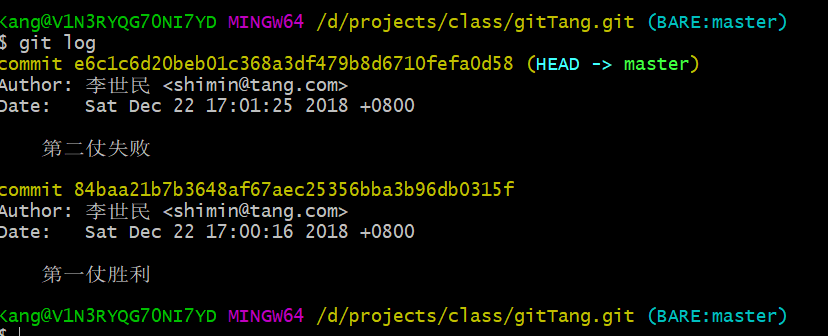 Kang@V1N3RYQG70NI7YD MINGW64 /d/projects/class/gitTang.git (BARE:master)
$ git log
commit e6c1c6d20beb01c368a3df479b8d6710fefa0d58 (HEAD -> master)
Author: 李世民 <shimin@tang.com>
Date:   Sat Dec 22 17:01:25 2018 +0800
    第二仗失败
commit 84baa21b7b3648af67aec25356bba3b96db0315f
Author: 李世民 <shimin@tang.com>
Date:   Sat Dec 22 17:00:16 2018 +0800
    第一仗胜利
Kang@V1N3RYQG70NI7YD MINGW64 /d/projects/class/gitTang.git (BARE:master)
$